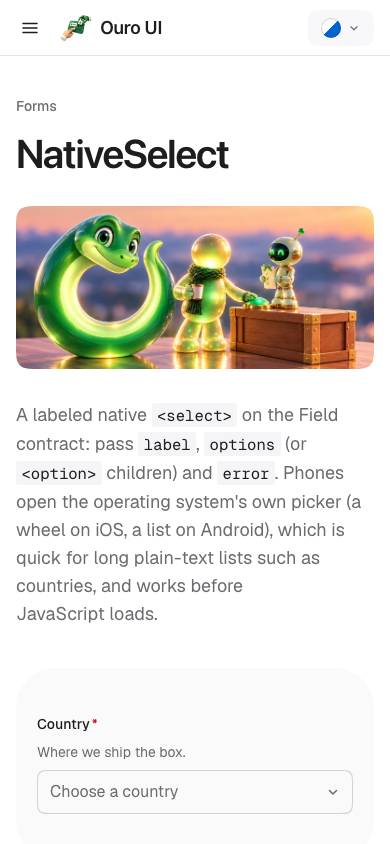 Ouro UI
Forms
NativeSelect
A labeled native <select> on the Field
contract: pass label, options (or
<option> children) and error. Phones
open the operating system's own picker (a
wheel on iOS, a list on Android), which is
quick for long plain-text lists such as
countries, and works before
JavaScript loads.
Country*
Where we ship the box.
Choose a country